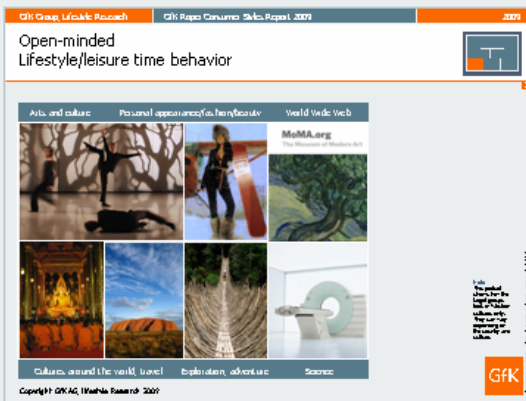 GfK Group, Lifestyle Research
GfK Roper Consumer Styles Report 2009
2009
Open-minded
Lifestyle/leisure time behavior
Arts and culture
Personal appearance/fashion/beauty
World Wide Web
MoMA.org
The Museum of Modern Art
Cultures around the world, travel
Exploration, adventure
Science
GfK
Copyright GfK AG, Lifestyle Research 2009